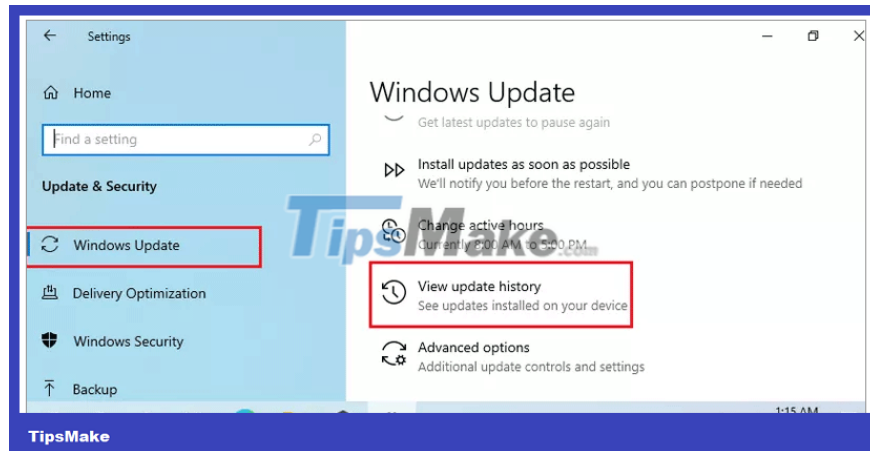 Settings
Home
Find a setting
Update & Security
Windows Update
Delivery Optimization
Windows Security
Backup
Windows Update
Get latest updates to pause again
Install updates as soon as possible
We'll notify you before the restart, and you can postpone if needed
Change active hours
Currently 8:00 AM to 5:00 PM
View update history
See updates installed on your device
Advanced options
Additional update controls and settings
TipsMake.com
1:15 AM
TipsMake